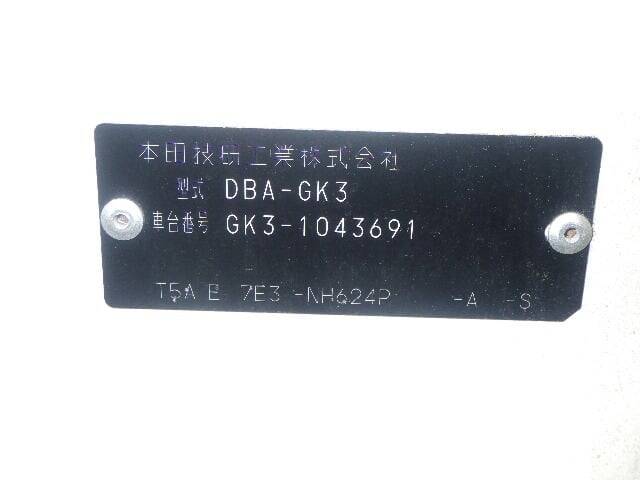 本田技研工業株式会社
型式 DBA-GK3
車台番号 GK3-1043691
T5A E 7E3 -NH624P -A -S